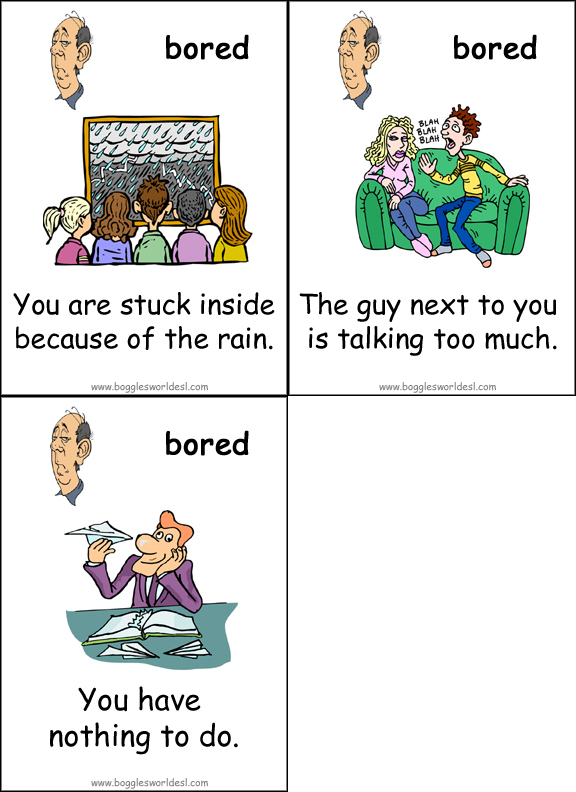 bored
You are stuck inside
because of the rain.
www.bogglesworldesl.com
bored
BLAH
BLAH
BLAH
The guy next to you
is talking too much.
www.bogglesworldesl.com
bored
You have
nothing to do.
www.bogglesworldesl.com